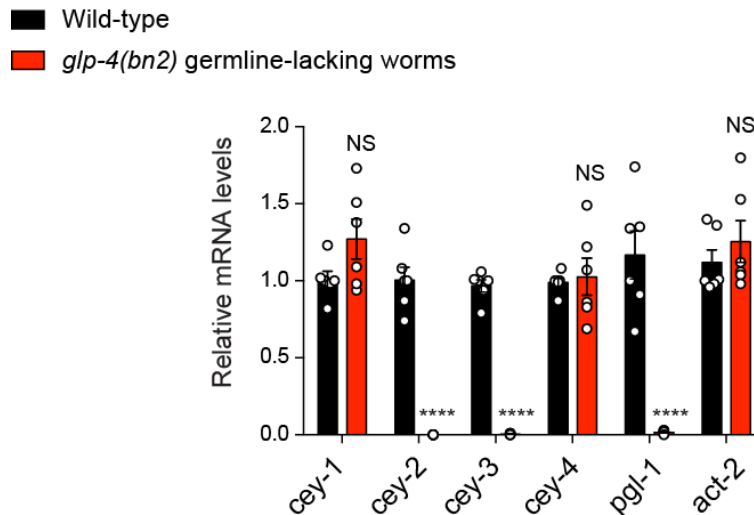 Wild-type
glp-4(bn2) germline-lacking worms
Relative mRNA levels
2.0
1.5
1.0
0.5
0.0
NS
****
****
NS
****
NS
cey-1
cey-2
cey-3
cey-4
pgl-1
act-2